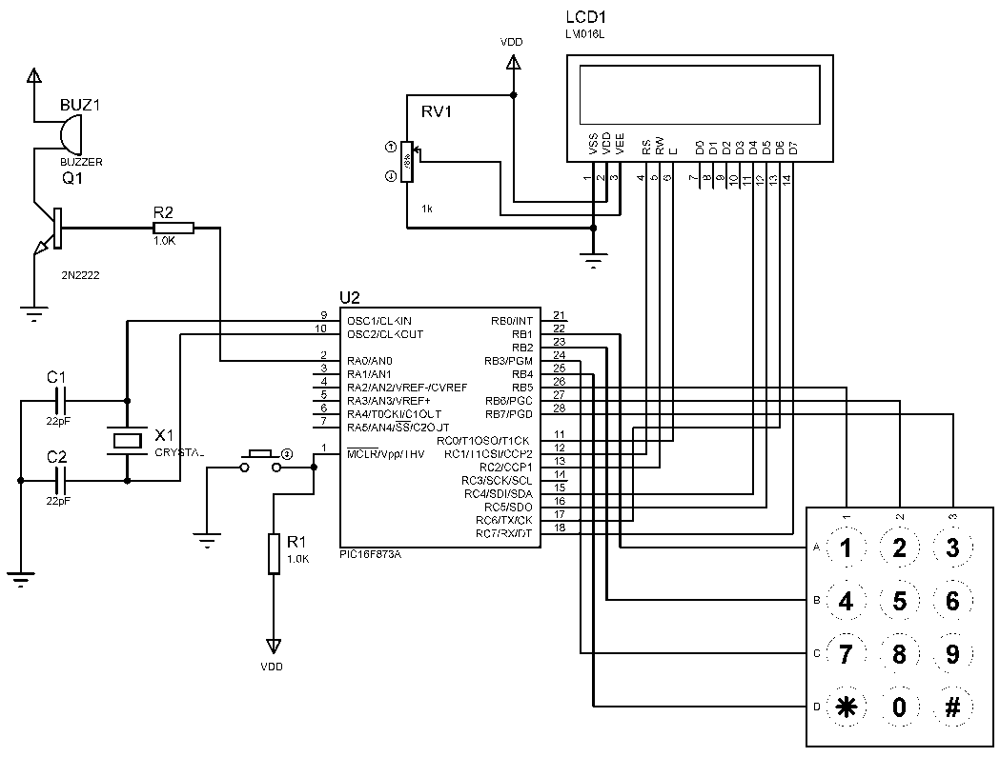 LCD1
LM016L
VDD
BUZ1
BUZZER
Q1
2N2222
RV1
78%
1k
VSS
VDD
VEE
RS
RW
E
D0
D1
D2
D3
D4
D5
D6
D7
1
2
3
4
5
6
7
8
9
10
11
12
13
14
R2
1.0K
U2
9 OSC1/CLKIN
10 OSC2/CLKOUT
2 RA0/AN0
3 RA1/AN1
4 RA2/AN2/VREF-/CVREF
5 RA3/AN3/VREF+
6 RA4/T0CKI/C1OUT
7 RA5/AN4/SS/C2OUT
1 MCLR/Vpp/THV
RB0/INT 21
RB1 22
RB2 23
RB3/PGM 24
RB4 25
RB5 26
RB6/PGC 27
RB7/PGD 28
RC0/T1OSO/T1CK 11
RC1/T1OSI/CCP2 12
RC2/CCP1 13
RC3/SCK/SCL 14
RC4/SDI/SDA 15
RC5/SDO 16
RC6/TX/CK 17
RC7/RX/DT 18
PIC16F873A
C1
22pF
C2
22pF
X1
CRYSTAL
R1
1.0K
VDD
1 2 3
A 1 2 3
B 4 5 6
C 7 8 9
D * 0 #